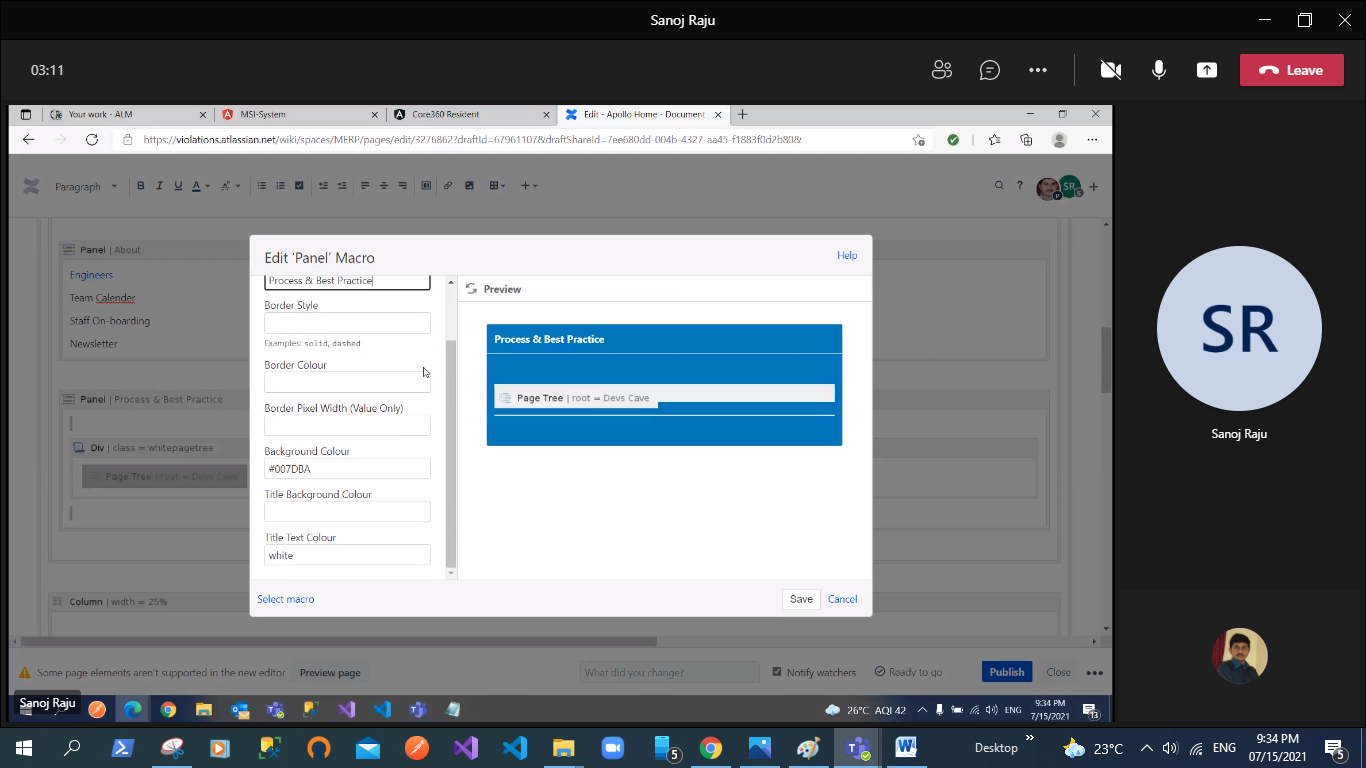 Sanoj Raju
03:11
Leave
Your work - ALM
MSI-System
Core360 Resident
Edit - Apollo Home - Document
https://violations.atlassian.net/wiki/spaces/MERP/pages/edit/3276862?draftId=67961107&draftShareId=7ee680dd-004b-4327-aa45-f1883f0d2b80&
Paragraph
B I U A
SR
P S
Panel | About
Engineers
Team Calender
Staff On-boarding
Newsletter
Panel | Process & Best Practice
Div | class = whitepagetree
Page Tree | root = Devs Cave
Column | width = 25%
Edit 'Panel' Macro
Help
Process & Best Practice
Border Style
Examples: solid, dashed
Border Colour
Border Pixel Width (Value Only)
Background Colour
#007DBA
Title Background Colour
Title Text Colour
white
Preview
Process & Best Practice
Page Tree | root = Devs Cave
Select macro
Save
Cancel
SR
Sanoj Raju
Some page elements aren't supported in the new editor
Preview page
What did you change?
Notify watchers
Ready to go
Publish
Close
Sanoj Raju
26°C AQI 42
ENG
9:34 PM
7/15/2021
13
5
Desktop
23°C
ENG
9:34 PM
07/15/2021
5